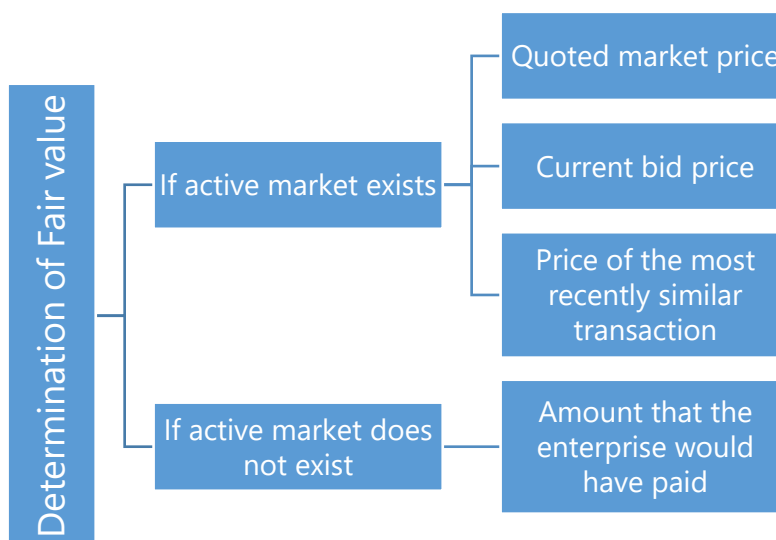 Determination of Fair value
If active market exists
Quoted market price
Current bid price
Price of the most
recently similar
transaction
If active market does
not exist
Amount that the
enterprise would
have paid